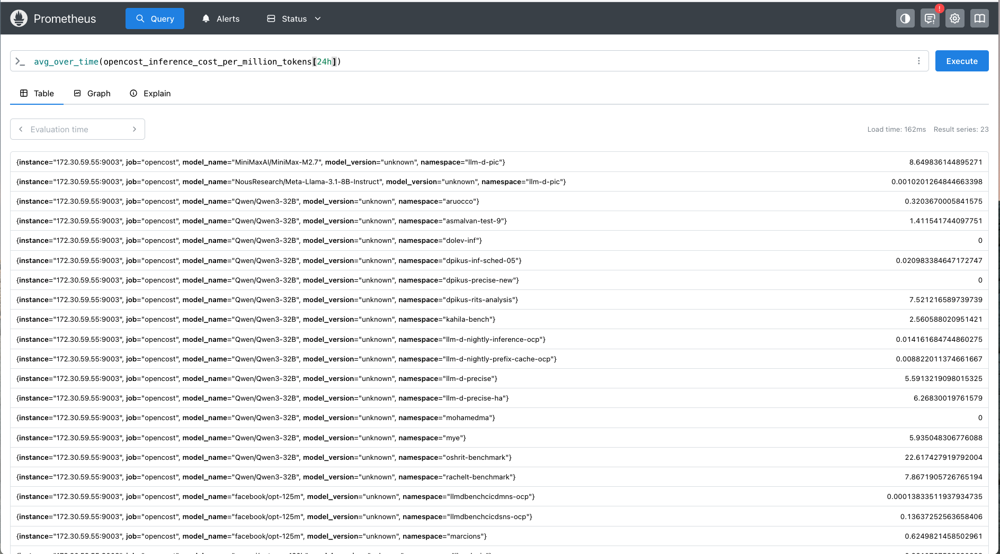 Prometheus Query Alerts Status !
avg_over_time(opencost_inference_cost_per_million_tokens[24h]) Execute
Table Graph Explain
Evaluation time Load time: 162ms Result series: 23
{instance="172.30.59.55:9003", job="opencost", model_name="MiniMaxAI/MiniMax-M2.7", model_version="unknown", namespace="llm-d-pic"} 8.649836144895271
{instance="172.30.59.55:9003", job="opencost", model_name="NousResearch/Meta-Llama-3.1-8B-Instruct", model_version="unknown", namespace="llm-d-pic"} 0.0010201264844663398
{instance="172.30.59.55:9003", job="opencost", model_name="Qwen/Qwen3-32B", model_version="unknown", namespace="aruocco"} 0.3203670005841575
{instance="172.30.59.55:9003", job="opencost", model_name="Qwen/Qwen3-32B", model_version="unknown", namespace="asmalvan-test-9"} 1.411541744097751
{instance="172.30.59.55:9003", job="opencost", model_name="Qwen/Qwen3-32B", model_version="unknown", namespace="dolev-inf"} 0
{instance="172.30.59.55:9003", job="opencost", model_name="Qwen/Qwen3-32B", model_version="unknown", namespace="dpikus-inf-sched-05"} 0.020983384647172747
{instance="172.30.59.55:9003", job="opencost", model_name="Qwen/Qwen3-32B", model_version="unknown", namespace="dpikus-precise-new"} 0
{instance="172.30.59.55:9003", job="opencost", model_name="Qwen/Qwen3-32B", model_version="unknown", namespace="dpikus-rits-analysis"} 7.521216589739739
{instance="172.30.59.55:9003", job="opencost", model_name="Qwen/Qwen3-32B", model_version="unknown", namespace="kahila-bench"} 2.560588020951421
{instance="172.30.59.55:9003", job="opencost", model_name="Qwen/Qwen3-32B", model_version="unknown", namespace="llm-d-nightly-inference-ocp"} 0.014161684744860275
{instance="172.30.59.55:9003", job="opencost", model_name="Qwen/Qwen3-32B", model_version="unknown", namespace="llm-d-nightly-prefix-cache-ocp"} 0.008822011374661667
{instance="172.30.59.55:9003", job="opencost", model_name="Qwen/Qwen3-32B", model_version="unknown", namespace="llm-d-precise"} 5.5913219098015325
{instance="172.30.59.55:9003", job="opencost", model_name="Qwen/Qwen3-32B", model_version="unknown", namespace="llm-d-precise-ha"} 6.26830019761579
{instance="172.30.59.55:9003", job="opencost", model_name="Qwen/Qwen3-32B", model_version="unknown", namespace="mohamedma"} 0
{instance="172.30.59.55:9003", job="opencost", model_name="Qwen/Qwen3-32B", model_version="unknown", namespace="mye"} 5.935048306776088
{instance="172.30.59.55:9003", job="opencost", model_name="Qwen/Qwen3-32B", model_version="unknown", namespace="oshrit-benchmark"} 22.617427919792004
{instance="172.30.59.55:9003", job="opencost", model_name="Qwen/Qwen3-32B", model_version="unknown", namespace="rachelt-benchmark"} 7.8671905726765194
{instance="172.30.59.55:9003", job="opencost", model_name="facebook/opt-125m", model_version="unknown", namespace="llmdbenchcicdmns-ocp"} 0.00013833511937934735
{instance="172.30.59.55:9003", job="opencost", model_name="facebook/opt-125m", model_version="unknown", namespace="llmdbenchcicdsns-ocp"} 0.13637252563658406
{instance="172.30.59.55:9003", job="opencost", model_name="facebook/opt-125m", model_version="unknown", namespace="marcions"} 0.6249821458502961